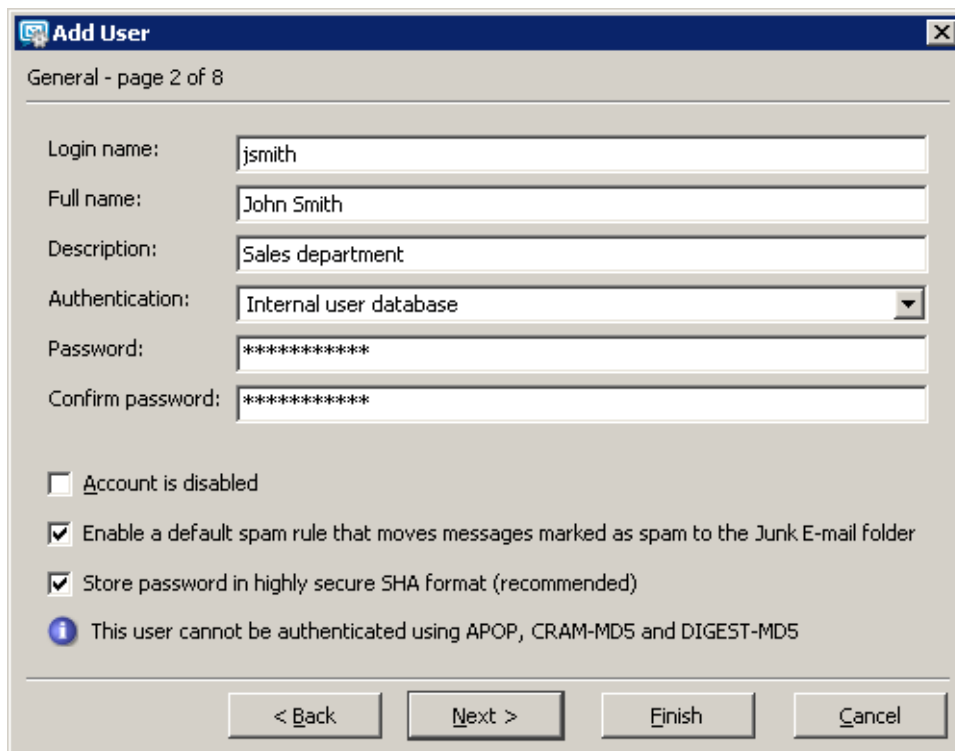 Add User
General - page 2 of 8
Login name: jsmith
Full name: John Smith
Description: Sales department
Authentication: Internal user database
Password: ***********
Confirm password: ***********
Account is disabled
Enable a default spam rule that moves messages marked as spam to the Junk E-mail folder
Store password in highly secure SHA format (recommended)
This user cannot be authenticated using APOP, CRAM-MD5 and DIGEST-MD5
< Back Next > Finish Cancel